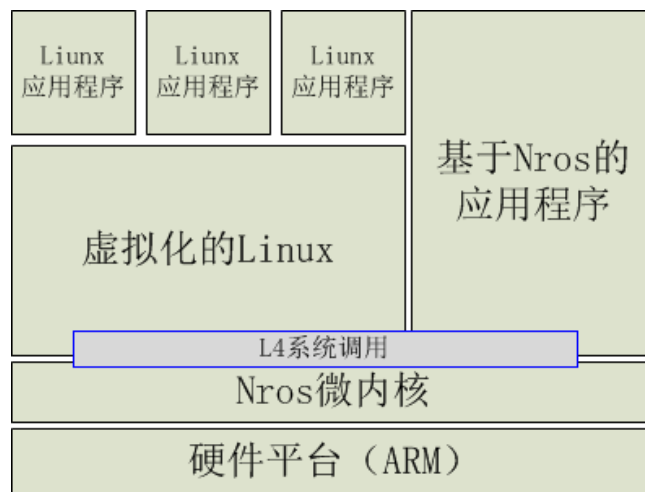 Liunx
应用程序
Liunx
应用程序
Liunx
应用程序
基于Nros的
应用程序
虚拟化的Linux
L4系统调用
Nros微内核
硬件平台（ARM）